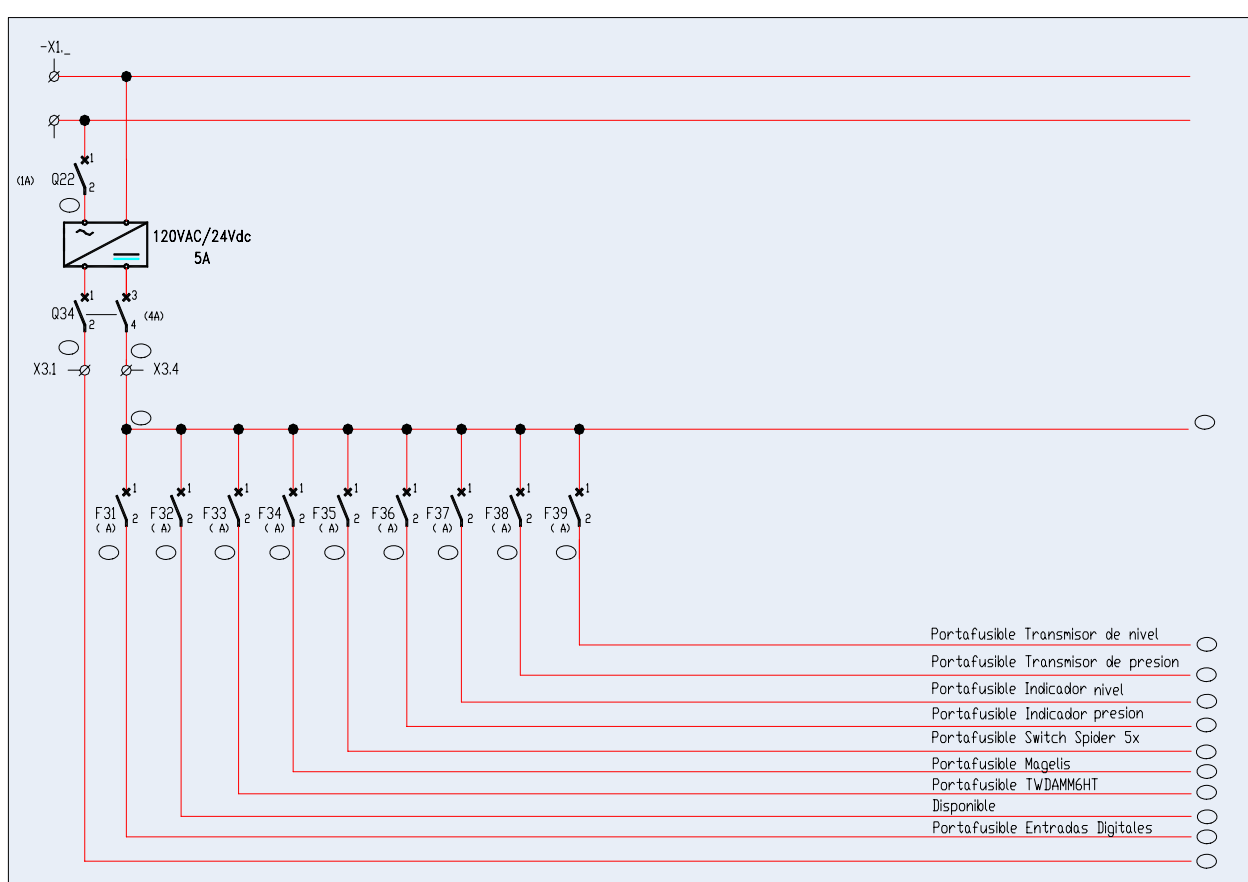 -X1._
1
(1A) Q22
2
120VAC/24Vdc
5A
~
1 3
Q34 (4A)
2 4
X3.1 X3.4
1 1 1 1 1 1 1 1 1
F31 2 F32 2 F33 2 F34 2 F35 2 F36 2 F37 2 F38 2 F39 2
( A) ( A) ( A) ( A) ( A) ( A) ( A) ( A) ( A)
Portafusible Transmisor de nivel
Portafusible Transmisor de presion
Portafusible Indicador nivel
Portafusible Indicador presion
Portafusible Switch Spider 5x
Portafusible Magelis
Portafusible TWDAMM6HT
Disponible
Portafusible Entradas Digitales